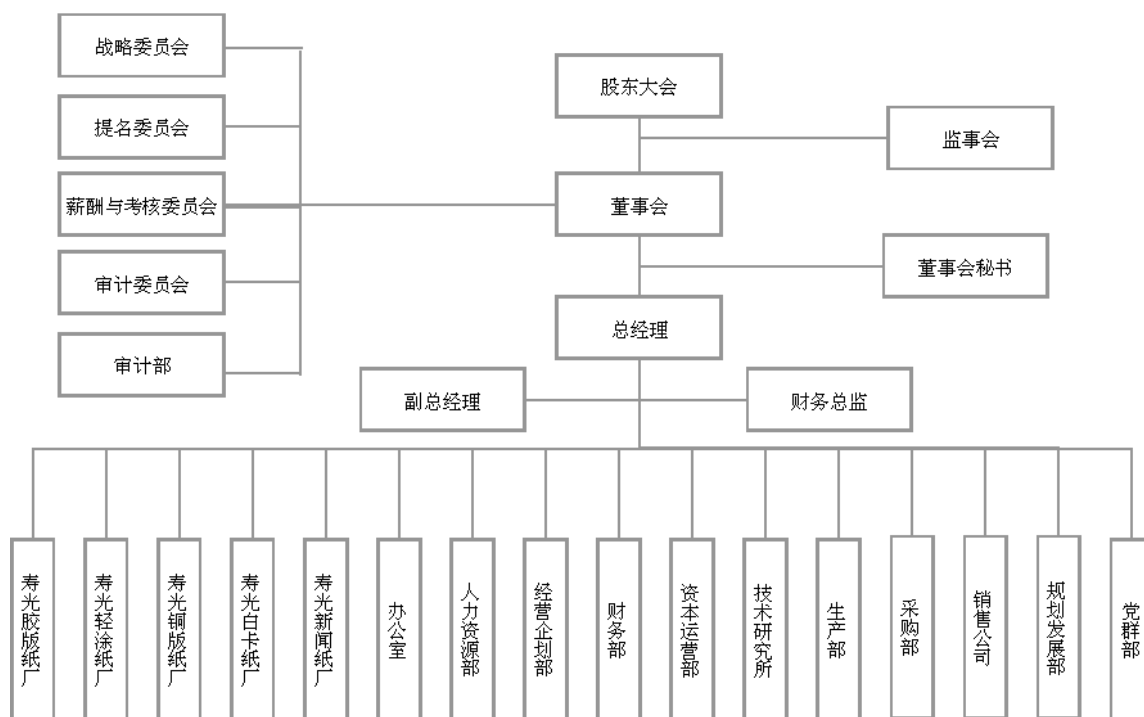 战略委员会
股东大会
提名委员会
监事会
薪酬与考核委员会
董事会
审计委员会
董事会秘书
总经理
审计部
副总经理
财务总监
寿光胶版纸厂
寿光轻涂纸厂
寿光铜版纸厂
寿光白卡纸厂
寿光新闻纸厂
办公室
人力资源部
经营企划部
财务部
资本运营部
技术研究所
生产部
采购部
销售公司
规划发展部
党群部